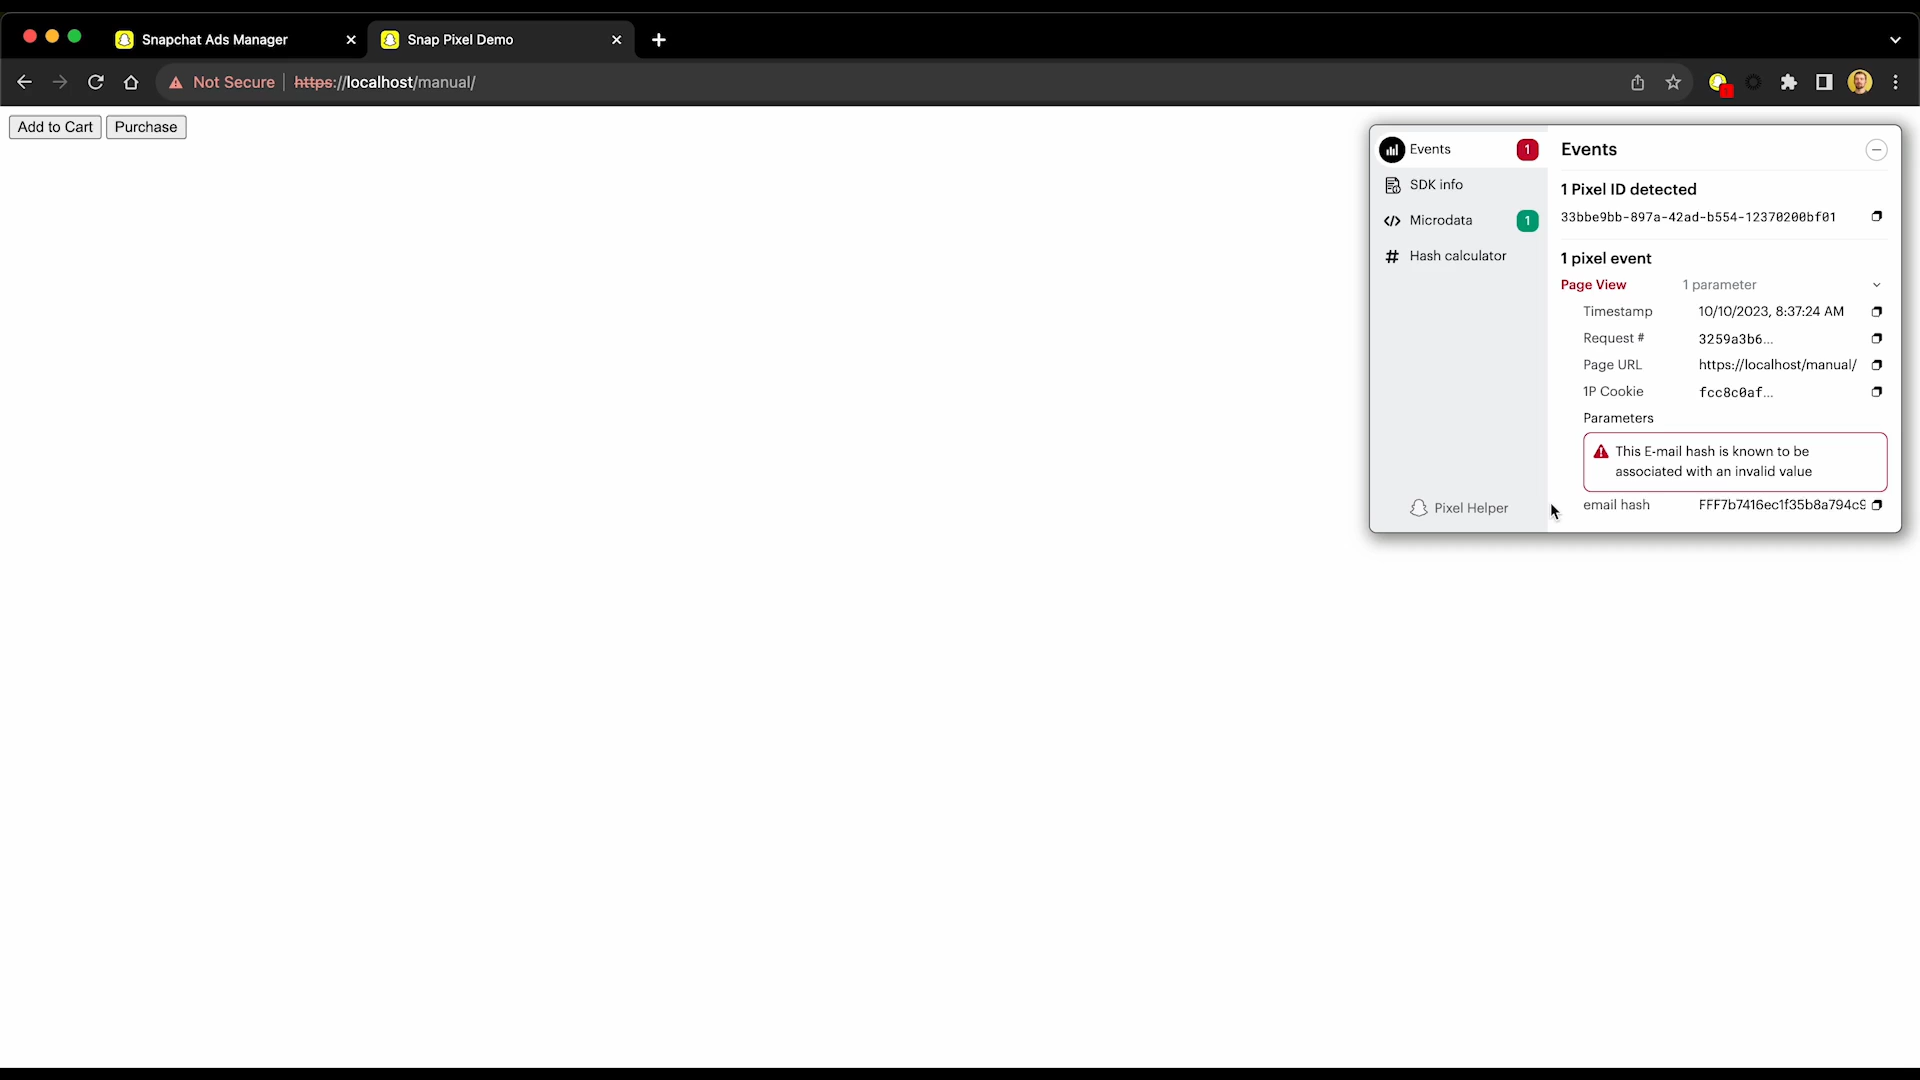 Snapchat Ads Manager
Snap Pixel Demo
Not Secure
https://localhost/manual/
Add to Cart
Purchase
Events
1
SDK info
Microdata
1
Hash calculator
Pixel Helper
Events
1 Pixel ID detected
33bbe9bb-897a-42ad-b554-12370200bf01
1 pixel event
Page View
1 parameter
Timestamp
10/10/2023, 8:37:24 AM
Request #
3259a3b6...
Page URL
https://localhost/manual/
1P Cookie
fcc8c0af...
Parameters
This E-mail hash is known to be
associated with an invalid value
email hash
FFF7b7416ec1f35b8a794c9